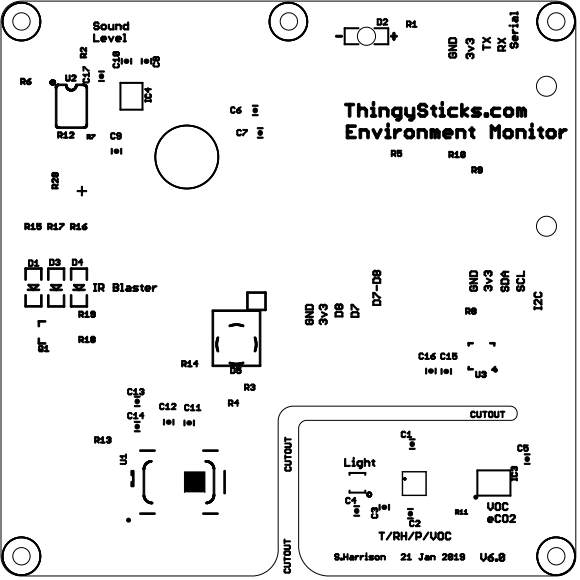 Sound
Level
D2
R1
R2
C10
C8
C17
R6
U2
IC4
GND
3v3
TX
RX
Serial
ThingySticks.com
Environment Monitor
C6
C7
R12
R7
C9
R5
R10
R9
R20
R15 R17 R16
D1 D3 D4
IR Blaster
R19
R18
Q1
GND
3v3
D8
D7
D7-D8
GND
3v3
SDA
SCL
I2C
R8
C16 C15
U3
R14
D5
R3
R4
C13
C12 C11
C14
R13
U1
CUTOUT
CUTOUT
CUTOUT
C1
C5
Light
IC3
C4
C3
C2
R11
VOC
eCO2
T/RH/P/VOC
S.Harrison 21 Jan 2019 V6.0